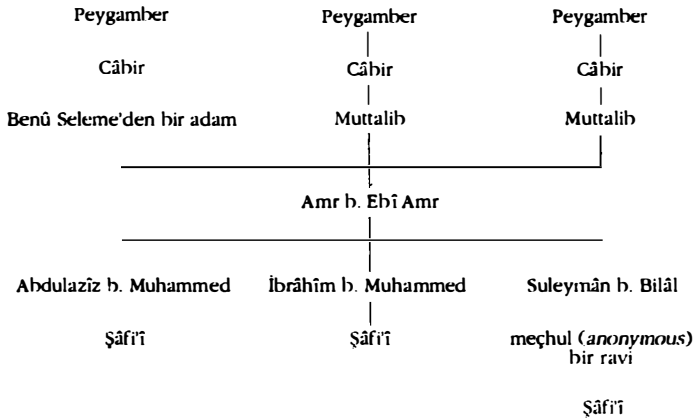 Peygamber Peygamber Peygamber
Câbir Câbir Câbir
Benû Seleme'den bir adam Muttalib Muttalib
Amr b. Ebî Amr
Abdulazîz b. Muhammed İbrâhîm b. Muhammed Suleymân b. Bilâl
Şâfi'î Şâfi'î meçhul (anonymous)
bir ravi
Şâfi'î